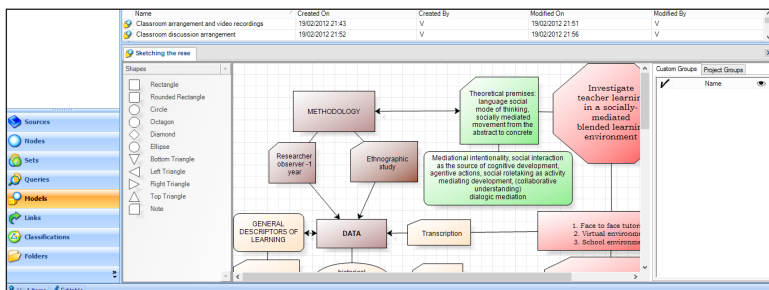 Name Created On Created By Modified On Modified By
Classroom arrangement and video recordings 19/02/2012 21:43 V 19/02/2012 21:51 V
Classroom discussion arrangement 19/02/2012 21:52 V 19/02/2012 21:56 V
Sketching the rese
Shapes
Rectangle
Rounded Rectangle
Circle
Octagon
Diamond
Ellipse
Bottom Triangle
Left Triangle
Right Triangle
Top Triangle
Note
Sources
Nodes
Sets
Queries
Models
Links
Classifications
Folders
METHODOLOGY
Theoretical premises:
language social
mode of thinking,
socially mediated
movement from the
abstract to concrete
Investigate
teacher learnin
in a socially-
mediated
blended learnin
environment
Researcher
observer -1
year
Ethnographic
study
Mediational intentionality, social interaction
as the source of cognitive development,
agentive actions, social roletaking as activity
mediating development, (collaborative
understanding)
dialogic mediation
GENERAL
DESCRIPTORS OF
LEARNING
DATA
Transcription
1. Face to face tutor
2. Virtual environme
3. School environme
historical
Custom Groups Project Groups
Name